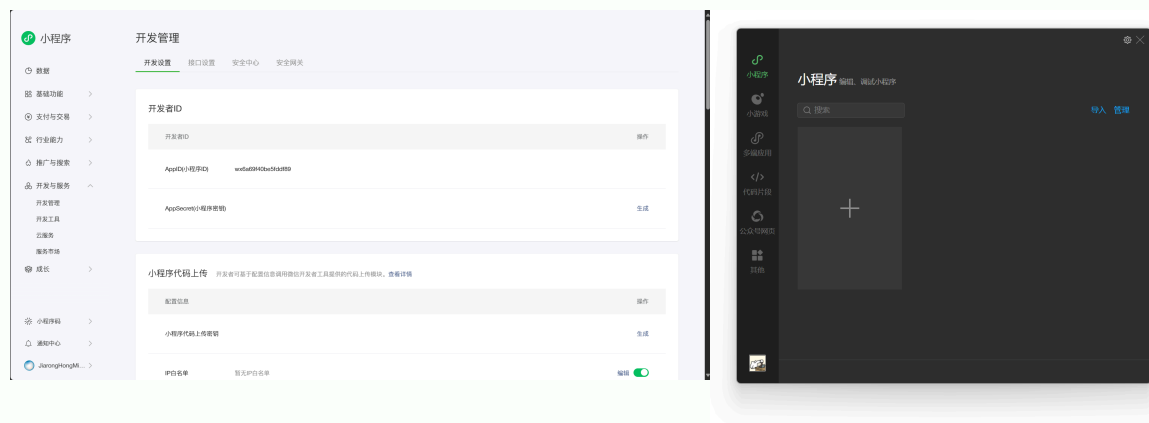 小程序
数据
基础功能
支付与交易
行业能力
推广与搜索
开发与服务
开发管理
开发工具
云服务
服务市场
成长
小程序码
通知中心
JiarongHongMi...
开发管理
开发设置 接口设置 安全中心 安全网关
开发者ID
开发者ID 操作
AppID(小程序ID) wx6a69f40be5fddf89
AppSecret(小程序密钥) 生成
小程序代码上传 开发者可基于配置信息调用微信开发者工具提供的代码上传模块。查看详情
配置信息 操作
小程序代码上传密钥 生成
IP白名单 暂无IP白名单 编辑
小程序
小游戏
多端应用
代码片段
公众号网页
其他
小程序 编辑、调试小程序
搜索
导入 管理